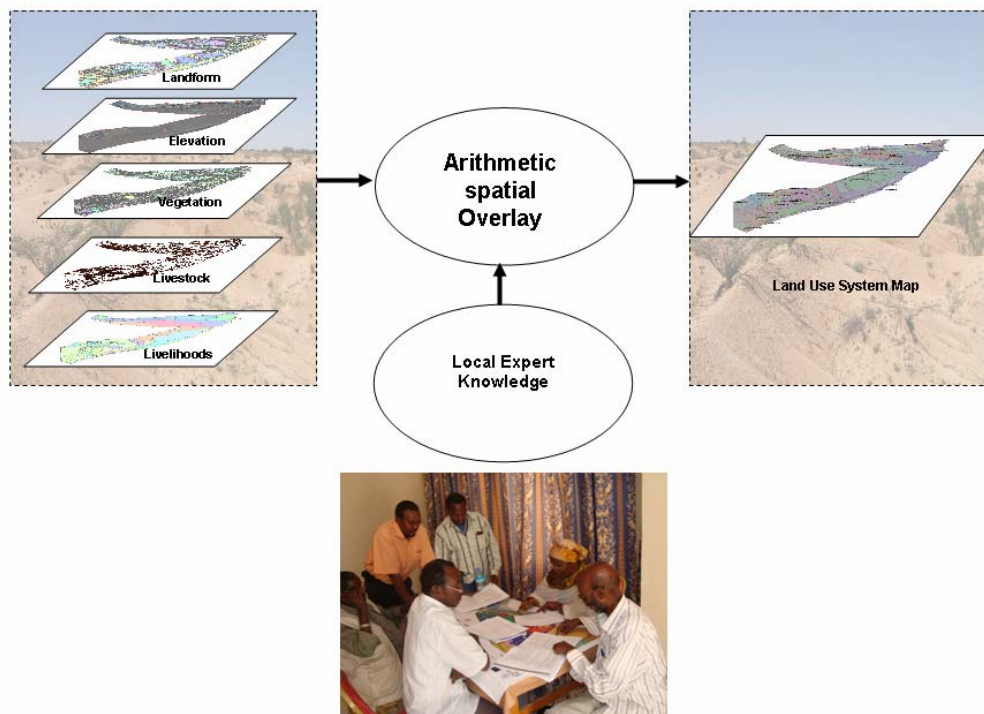 Landform
Elevation
Vegetation
Livestock
Livelihoods
Arithmetic
spatial
Overlay
Local Expert
Knowledge
Land Use System Map